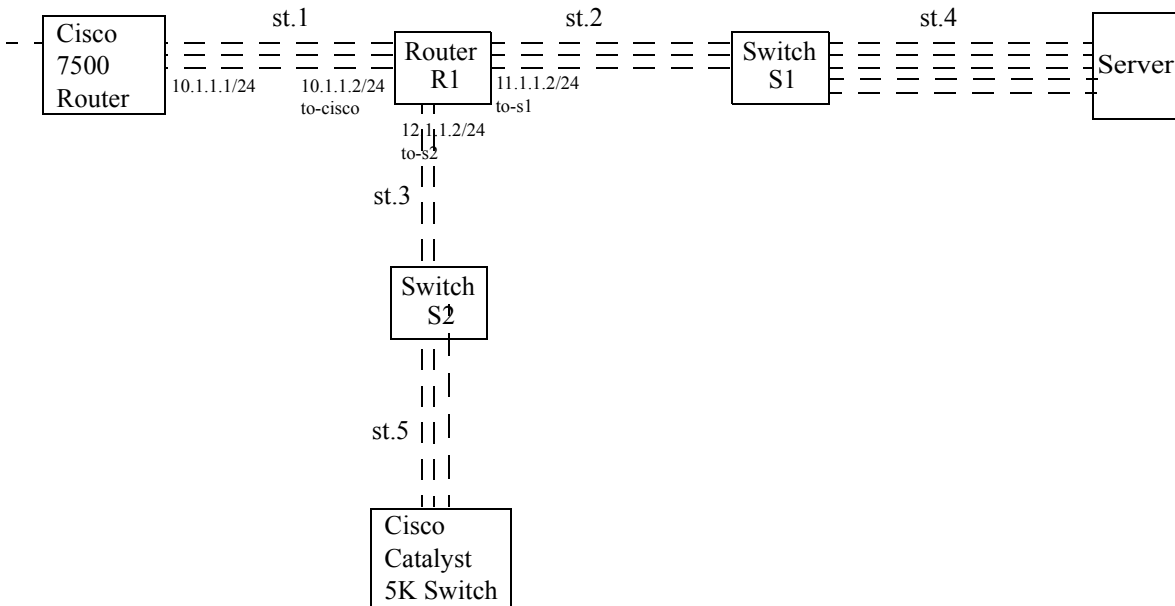 st.1
st.2
st.4
Cisco
7500
Router
Router
R1
Switch
S1
Server
10.1.1.1/24
10.1.1.2/24
to-cisco
11.1.1.2/24
to-s1
12.1.1.2/24
to-s2
st.3
Switch
S2
st.5
Cisco
Catalyst
5K Switch